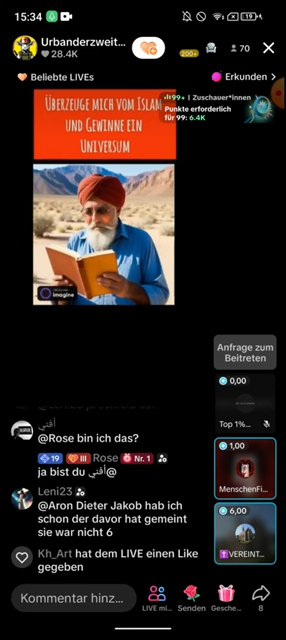 15:34
19
Urbanderzweit...
28.4K
200+
70
Beliebte LIVEs
Erkunden
Überzeuge mich vom Islam
und Gewinne ein
Universum
99+ | Zuschauer*innen
Punkte erforderlich
für 99: 6.4K
imagine
Anfrage zum
Beitreten
0,00
Top 1%...
1,00
MenschenFi...
6,00
VEREINT...
أفني
@Rose bin ich das?
19 III Rose Nr. 1
ja bist du أفني@
Leni23
@Aron Dieter Jakob hab ich
schon der davor hat gemeint
sie war nicht 6
Kh_Art hat dem LIVE einen Like
gegeben
Kommentar hinz...
LIVE mi...
Senden
Gesche...
8